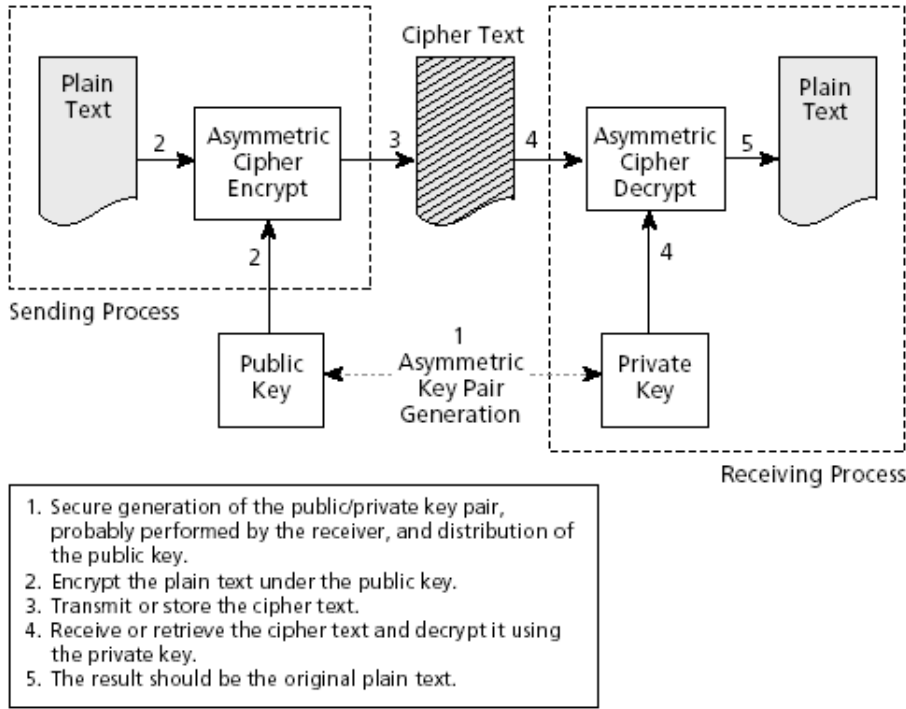 Cipher Text
Plain
Text
2
Asymmetric
Cipher
Encrypt
3
4
Asymmetric
Cipher
Decrypt
5
Plain
Text
2
4
Sending Process
Public
Key
1
Asymmetric
Key Pair
Generation
Private
Key
Receiving Process
1. Secure generation of the public/private key pair,
probably performed by the receiver, and distribution of
the public key.
2. Encrypt the plain text under the public key.
3. Transmit or store the cipher text.
4. Receive or retrieve the cipher text and decrypt it using
the private key.
5. The result should be the original plain text.